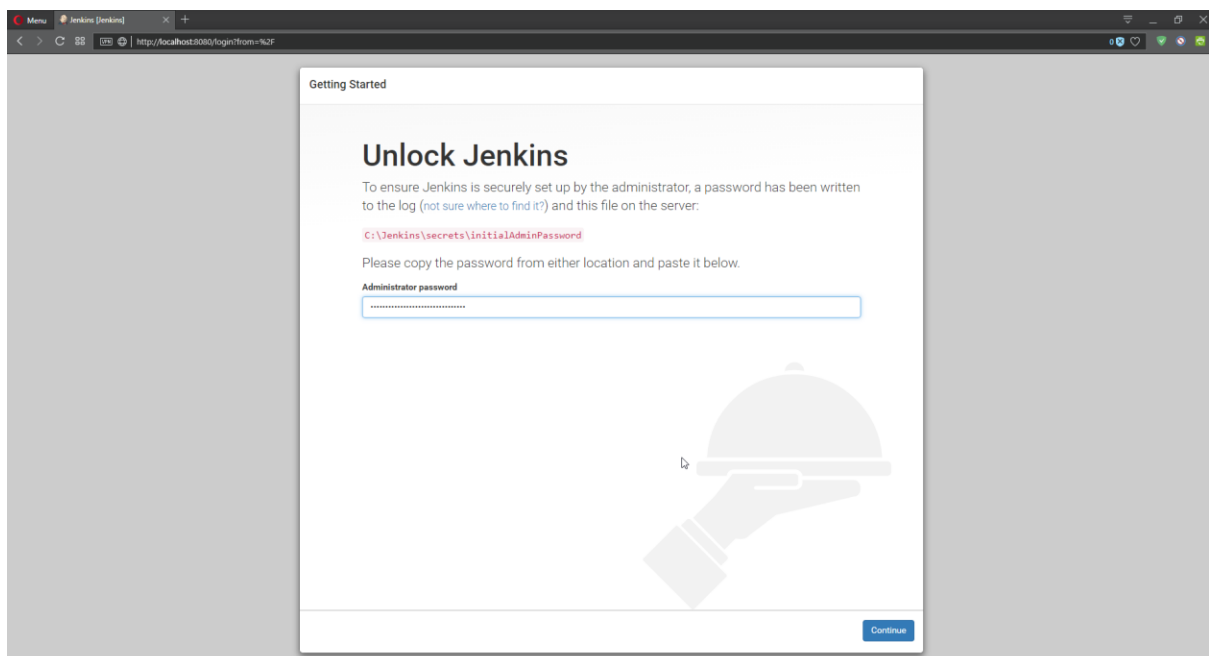 Menu
Jenkins [Jenkins]
VPN
http://localhost:8080/login?from=%2F
0
Getting Started
Unlock Jenkins
To ensure Jenkins is securely set up by the administrator, a password has been written
to the log (not sure where to find it?) and this file on the server:
C:\Jenkins\secrets\initialAdminPassword
Please copy the password from either location and paste it below.
Administrator password
Continue